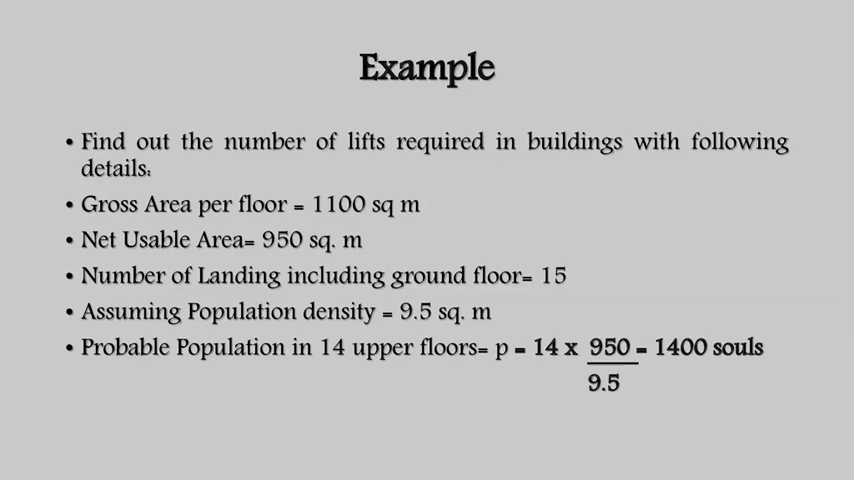 Example
• Find out the number of lifts required in buildings with following
details:
• Gross Area per floor = 1100 sq m
• Net Usable Area= 950 sq. m
• Number of Landing including ground floor= 15
• Assuming Population density = 9.5 sq. m
• Probable Population in 14 upper floors= p = 14 x 950 = 1400 souls
9.5